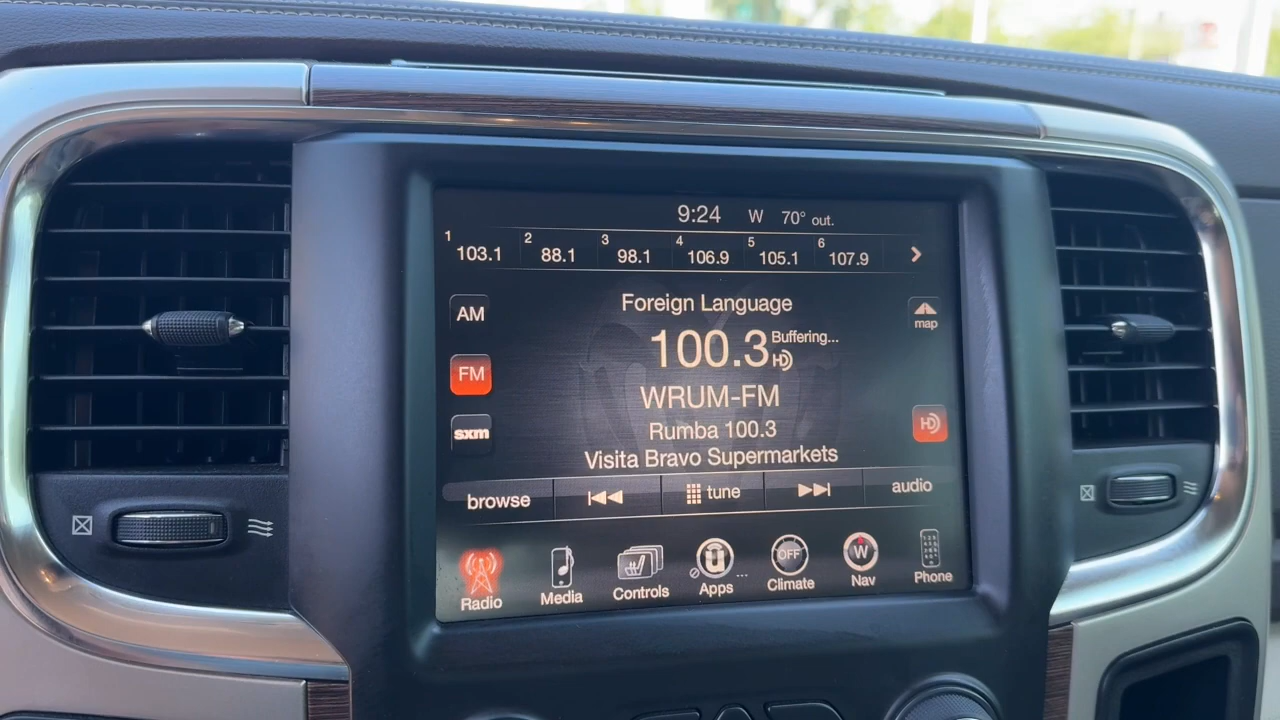 9:24 W 70° out.
1 103.1 2 88.1 3 98.1 4 106.9 5 105.1 6 107.9
AM
Foreign Language
map
100.3 Buffering...
HD
FM
WRUM-FM
HD
sxm
Rumba 100.3
Visita Bravo Supermarkets
browse tune audio
OFF W
Radio Media Controls Apps ... Climate Nav Phone